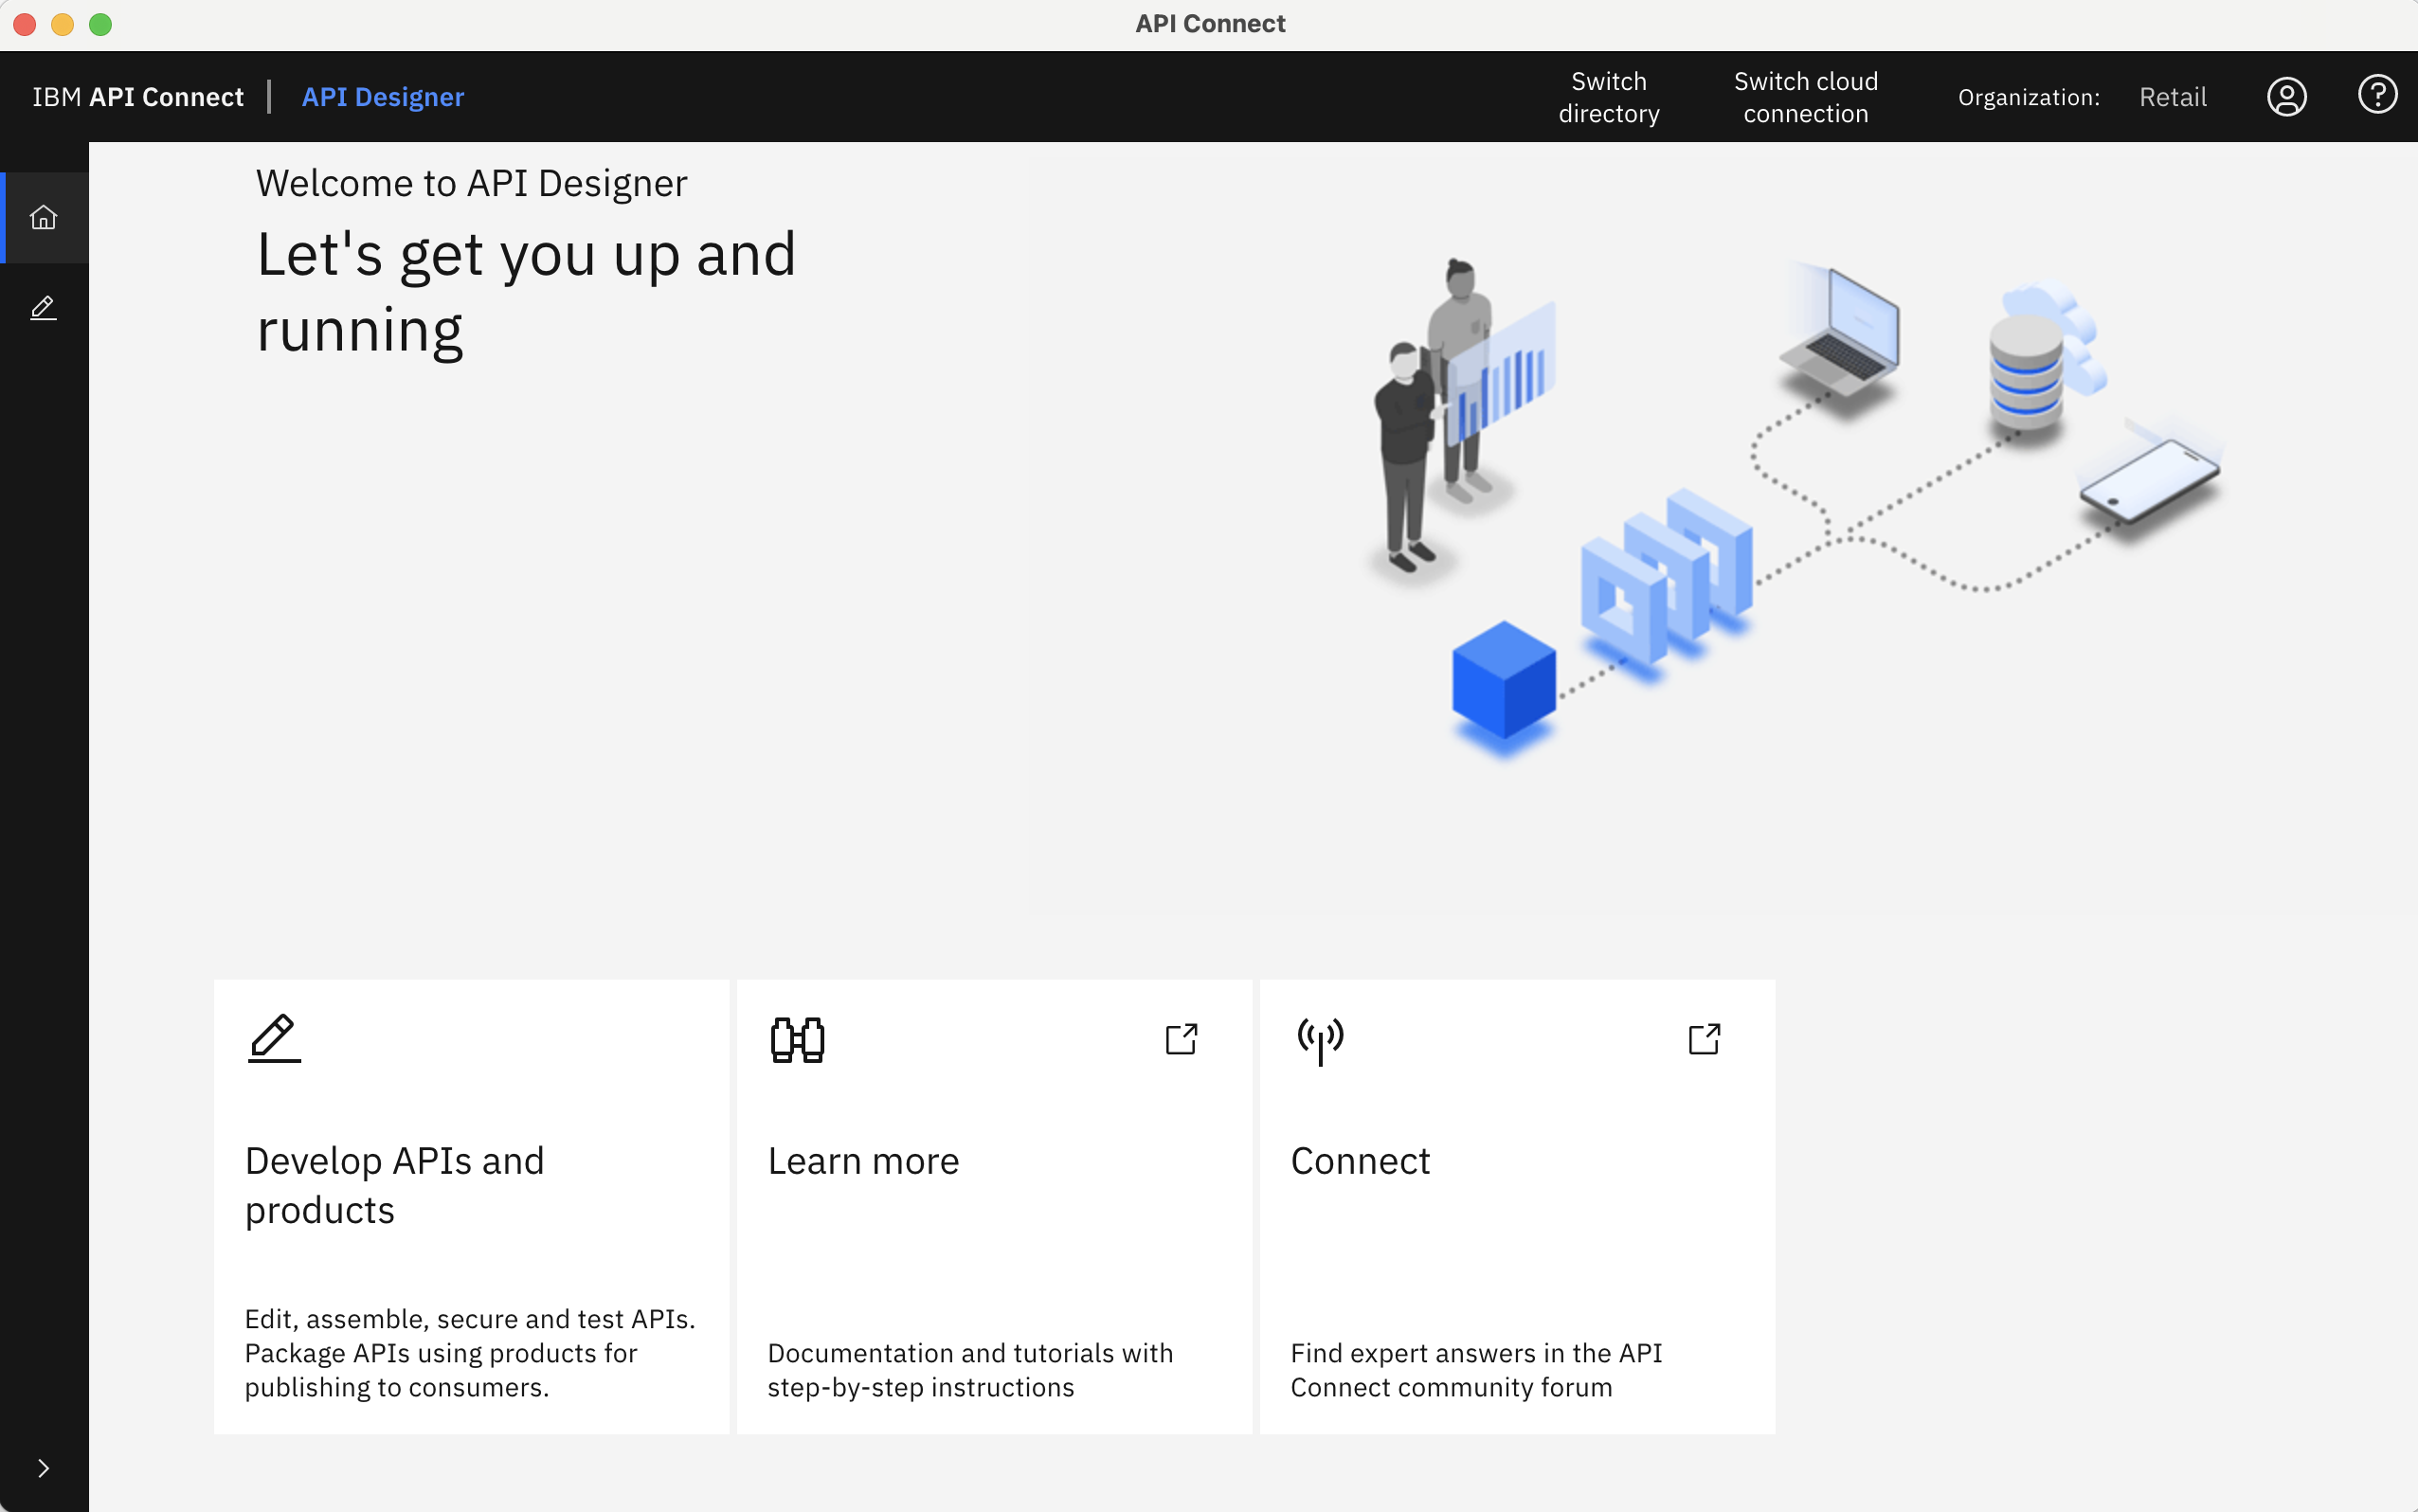 API Connect
IBM API Connect | API Designer
Switch directory
Switch cloud connection
Organization: Retail
Welcome to API Designer
Let's get you up and
running
Develop APIs and
products
Edit, assemble, secure and test APIs.
Package APIs using products for
publishing to consumers.
Learn more
Documentation and tutorials with
step-by-step instructions
Connect
Find expert answers in the API
Connect community forum